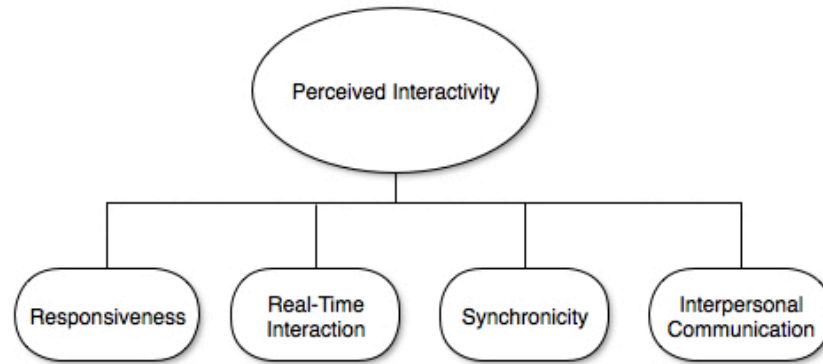 Perceived Interactivity
Responsiveness
Real-Time
Interaction
Synchronicity
Interpersonal
Communication